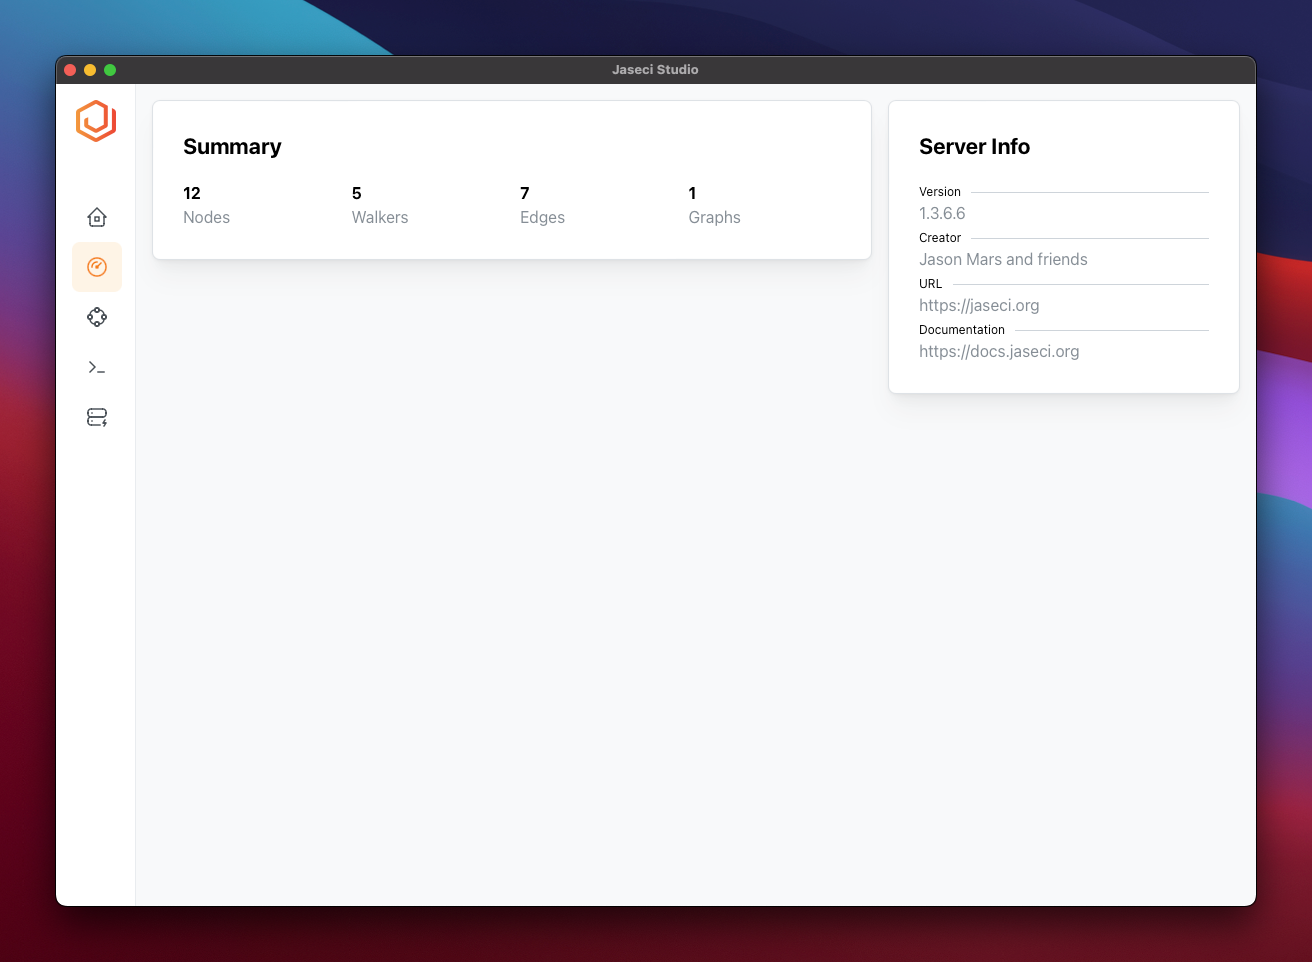 Jaseci Studio
Summary
12
Nodes
5
Walkers
7
Edges
1
Graphs
Server Info
Version
1.3.6.6
Creator
Jason Mars and friends
URL
https://jaseci.org
Documentation
https://docs.jaseci.org